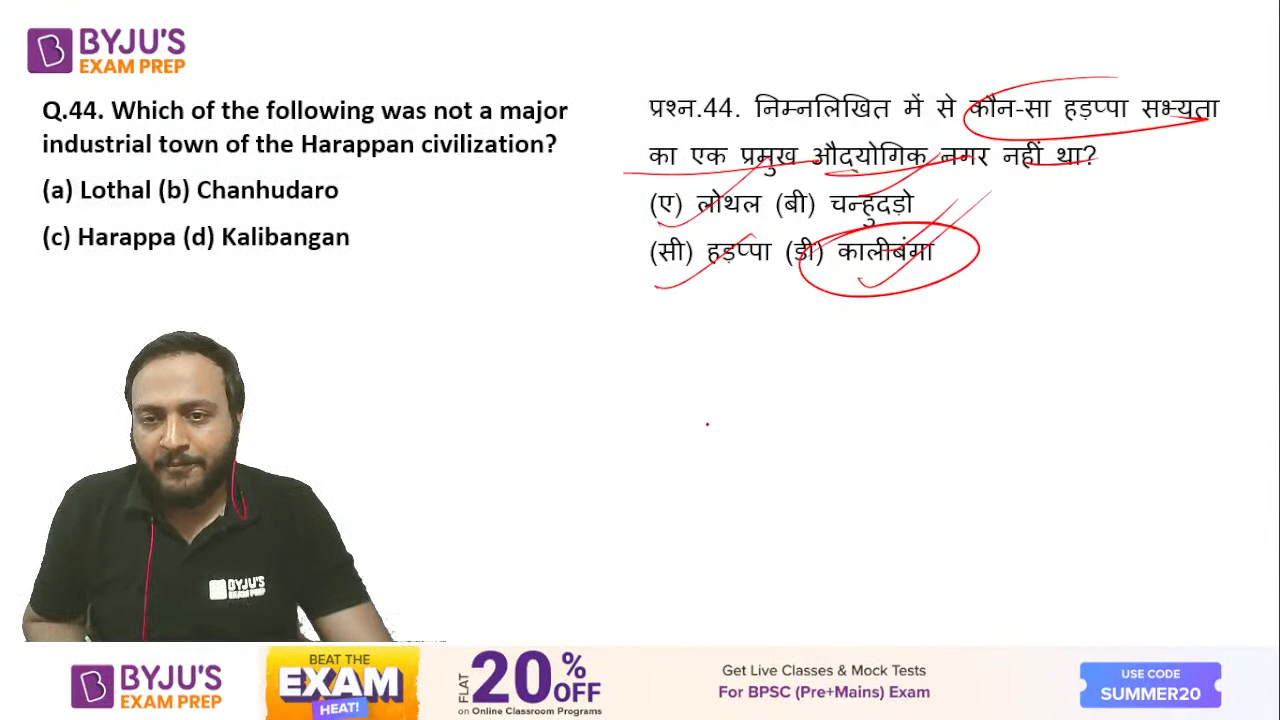 BYJU'S
EXAM PREP
Q.44. Which of the following was not a major
industrial town of the Harappan civilization?
(a) Lothal (b) Chanhudaro
(c) Harappa (d) Kalibangan
प्रश्न.44. निम्नलिखित में से कौन-सा हड़प्पा सभ्यता
का एक प्रमुख औद्योगिक नगर नहीं था?
(ए) लोथल (बी) चन्हुदड़ो
(सी) हड़प्पा (डी) कालीबंगा
BYJU'S
EXAM PREP
BYJU'S
EXAM PREP
BEAT THE
EXAM
HEAT!
FLAT 20% OFF
on Online Classroom Programs
Get Live Classes & Mock Tests
For BPSC (Pre+Mains) Exam
USE CODE
SUMMER20